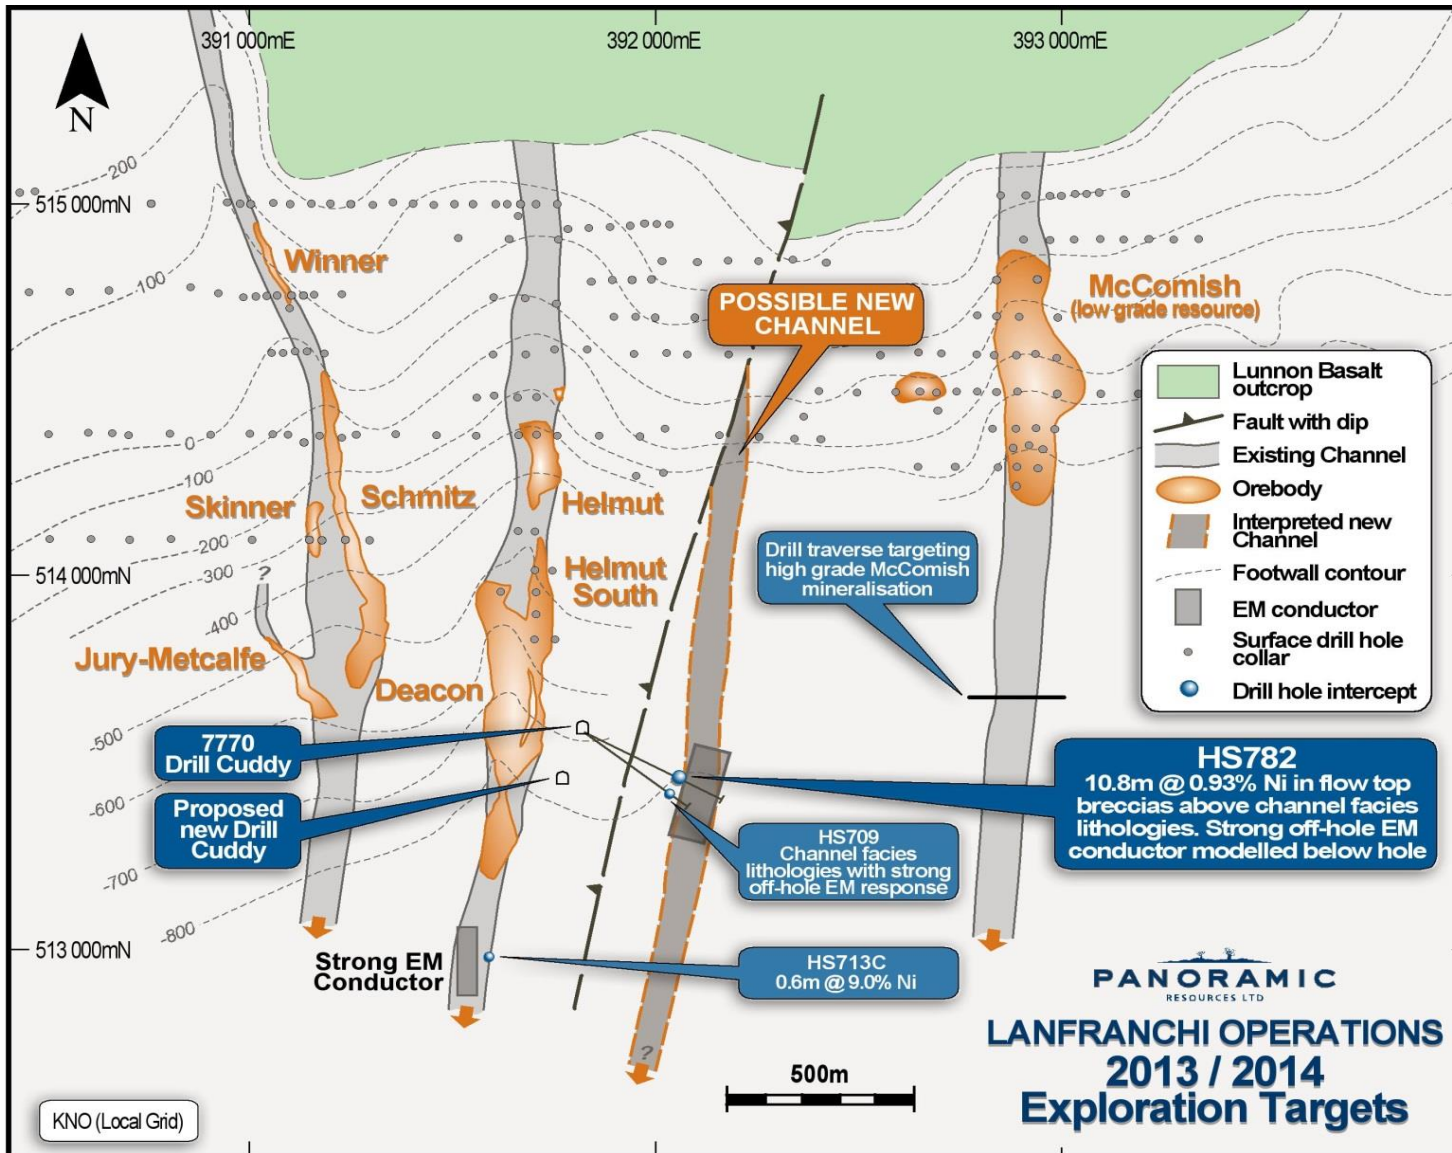 391 000mE
392 000mE
393 000mE
N
200
515 000mN
Winner
100
McComish
(low grade resource)
POSSIBLE NEW
CHANNEL
Lunnon Basalt
outcrop
Fault with dip
Existing Channel
Orebody
Interpreted new
Channel
Footwall contour
EM conductor
Surface drill hole
collar
Drill hole intercept
0
-100
Skinner
Schmitz
Helmut
-200
Drill traverse targeting
high grade McComish
mineralisation
514 000mN
-300
?
Helmut
South
-400
Jury-Metcalfe
Deacon
-500
7770
Drill Cuddy
HS782
10.8m @ 0.93% Ni in flow top
breccias above channel facies
lithologies. Strong off-hole EM
conductor modelled below hole
-600
Proposed
new Drill
Cuddy
HS709
Channel facies
lithologies with strong
off-hole EM response
-700
-800
513 000mN
Strong EM
Conductor
HS713C
0.6m @ 9.0% Ni
PANORAMIC
RESOURCES LTD
LANFRANCHI OPERATIONS
2013 / 2014
Exploration Targets
?
500m
KNO (Local Grid)